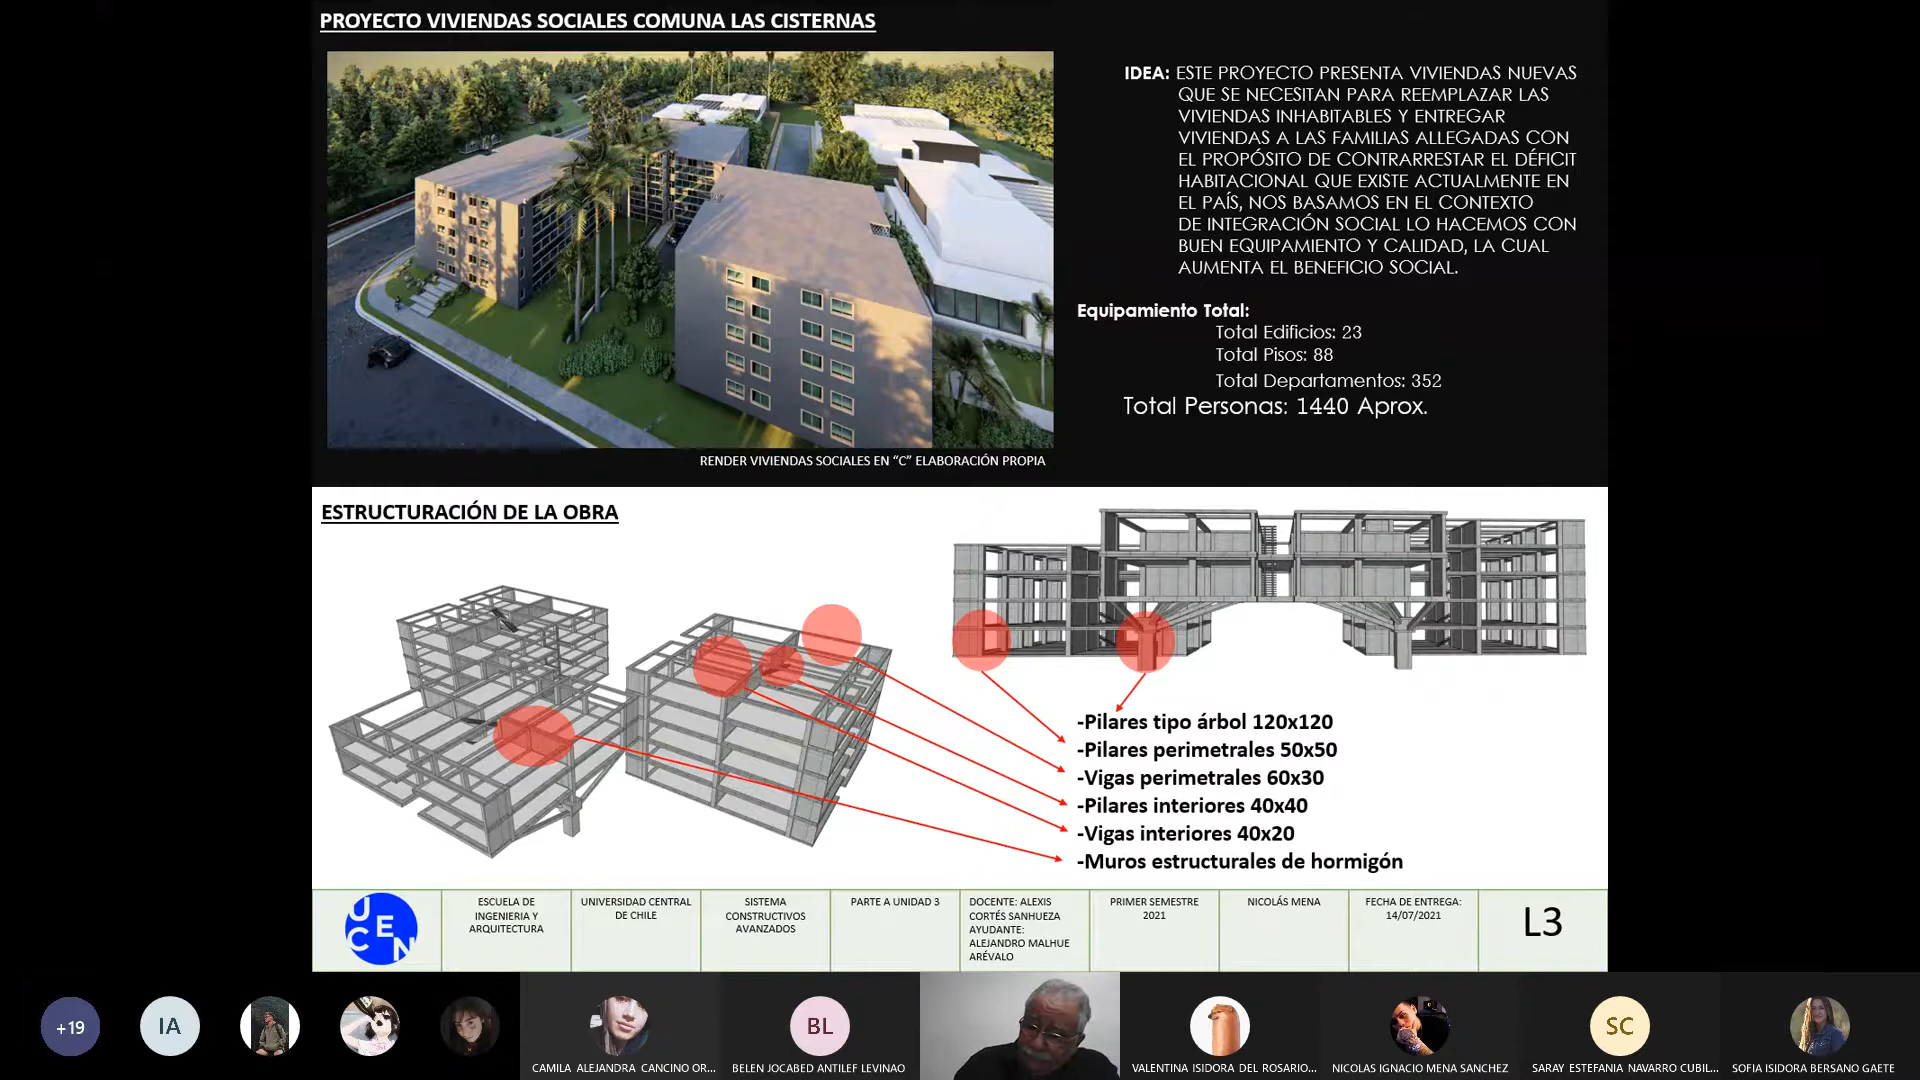 PROYECTO VIVIENDAS SOCIALES COMUNA LAS CISTERNAS
IDEA: ESTE PROYECTO PRESENTA VIVIENDAS NUEVAS
QUE SE NECESITAN PARA REEMPLAZAR LAS
VIVIENDAS INHABITABLES Y ENTREGAR
VIVIENDAS A LAS FAMILIAS ALLEGADAS CON
EL PROPÓSITO DE CONTRARRESTAR EL DÉFICIT
HABITACIONAL QUE EXISTE ACTUALMENTE EN
EL PAÍS, NOS BASAMOS EN EL CONTEXTO
DE INTEGRACIÓN SOCIAL LO HACEMOS CON
BUEN EQUIPAMIENTO Y CALIDAD, LA CUAL
AUMENTA EL BENEFICIO SOCIAL.
Equipamiento Total:
Total Edificios: 23
Total Pisos: 88
Total Departamentos: 352
Total Personas: 1440 Aprox.
RENDER VIVIENDAS SOCIALES EN “C” ELABORACIÓN PROPIA
ESTRUCTURACIÓN DE LA OBRA
-Pilares tipo árbol 120x120
-Pilares perimetrales 50x50
-Vigas perimetrales 60x30
-Pilares interiores 40x40
-Vigas interiores 40x20
-Muros estructurales de hormigón
UCEN
ESCUELA DE
INGENIERIA Y
ARQUITECTURA
UNIVERSIDAD CENTRAL
DE CHILE
SISTEMA
CONSTRUCTIVOS
AVANZADOS
PARTE A UNIDAD 3
DOCENTE: ALEXIS
CORTÉS SANHUEZA
AYUDANTE:
ALEJANDRO MALHUE
ARÉVALO
PRIMER SEMESTRE
2021
NICOLÁS MENA
FECHA DE ENTREGA:
14/07/2021
L3
+19
IA
BL
SC
CAMILA ALEJANDRA CANCINO OR...
BELEN JOCABED ANTILEF LEVINAO
VALENTINA ISIDORA DEL ROSARIO...
NICOLAS IGNACIO MENA SANCHEZ
SARAY ESTEFANIA NAVARRO CUBIL...
SOFIA ISIDORA BERSANO GAETE